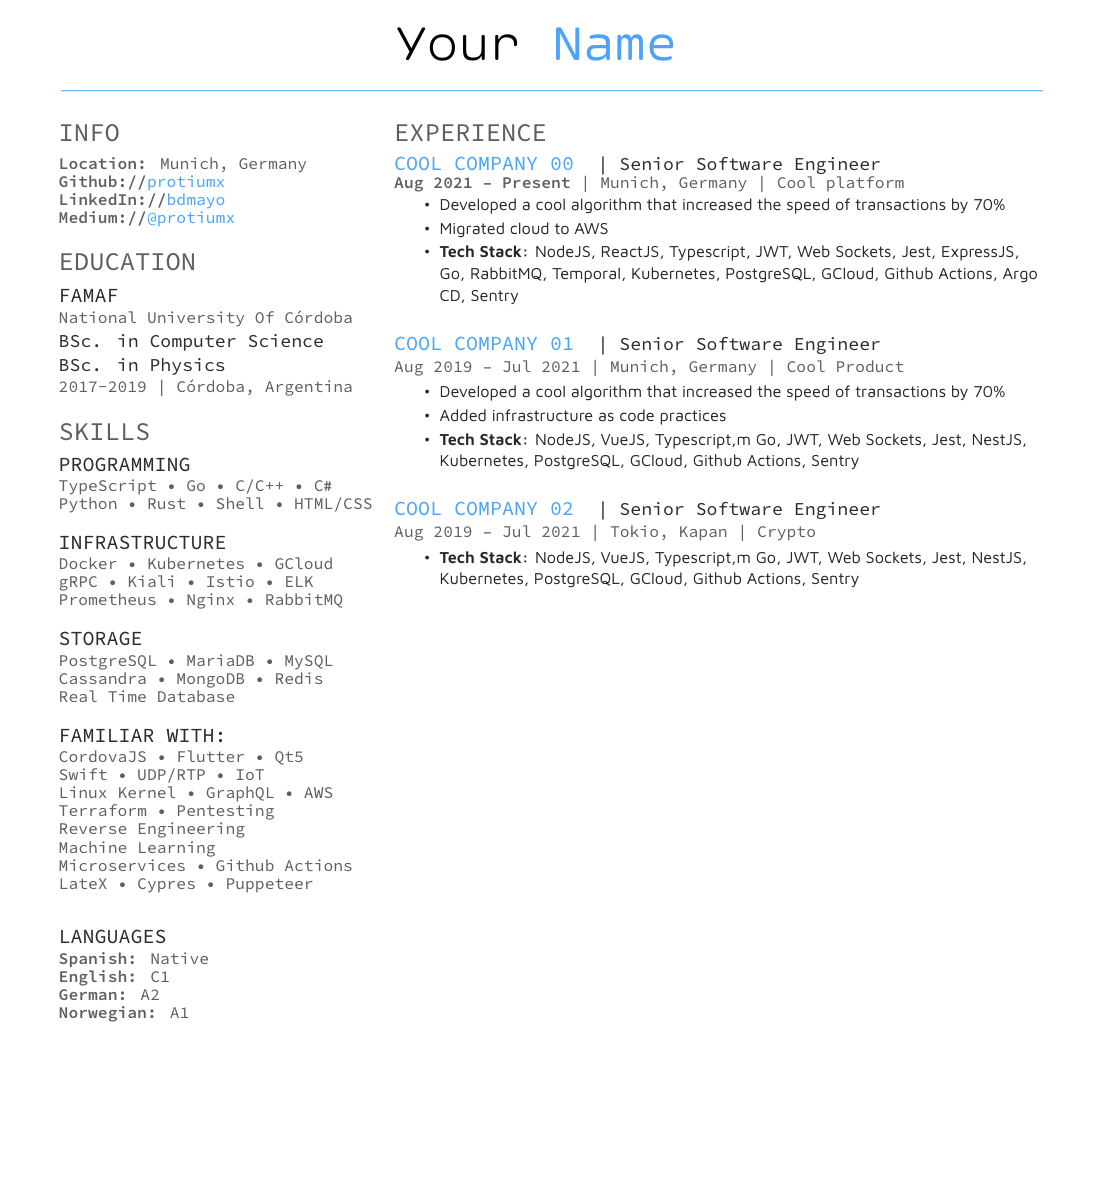 Your Name
INFO
Location: Munich, Germany
Github://protiumx
LinkedIn://bdmayo
Medium://@protiumx
EDUCATION
FAMAF
National University Of Córdoba
BSc. in Computer Science
BSc. in Physics
2017-2019 | Córdoba, Argentina
SKILLS
PROGRAMMING
TypeScript • Go • C/C++ • C#
Python • Rust • Shell • HTML/CSS
INFRASTRUCTURE
Docker • Kubernetes • GCloud
gRPC • Kiali • Istio • ELK
Prometheus • Nginx • RabbitMQ
STORAGE
PostgreSQL • MariaDB • MySQL
Cassandra • MongoDB • Redis
Real Time Database
FAMILIAR WITH:
CordovaJS • Flutter • Qt5
Swift • UDP/RTP • IoT
Linux Kernel • GraphQL • AWS
Terraform • Pentesting
Reverse Engineering
Machine Learning
Microservices • Github Actions
LateX • Cypres • Puppeteer
LANGUAGES
Spanish: Native
English: C1
German: A2
Norwegian: A1
EXPERIENCE
COOL COMPANY 00 | Senior Software Engineer
Aug 2021 – Present | Munich, Germany | Cool platform
• Developed a cool algorithm that increased the speed of transactions by 70%
• Migrated cloud to AWS
• Tech Stack: NodeJS, ReactJS, Typescript, JWT, Web Sockets, Jest, ExpressJS,
Go, RabbitMQ, Temporal, Kubernetes, PostgreSQL, GCloud, Github Actions, Argo
CD, Sentry
COOL COMPANY 01 | Senior Software Engineer
Aug 2019 – Jul 2021 | Munich, Germany | Cool Product
• Developed a cool algorithm that increased the speed of transactions by 70%
• Added infrastructure as code practices
• Tech Stack: NodeJS, VueJS, Typescript,m Go, JWT, Web Sockets, Jest, NestJS,
Kubernetes, PostgreSQL, GCloud, Github Actions, Sentry
COOL COMPANY 02 | Senior Software Engineer
Aug 2019 – Jul 2021 | Tokio, Kapan | Crypto
• Tech Stack: NodeJS, VueJS, Typescript,m Go, JWT, Web Sockets, Jest, NestJS,
Kubernetes, PostgreSQL, GCloud, Github Actions, Sentry